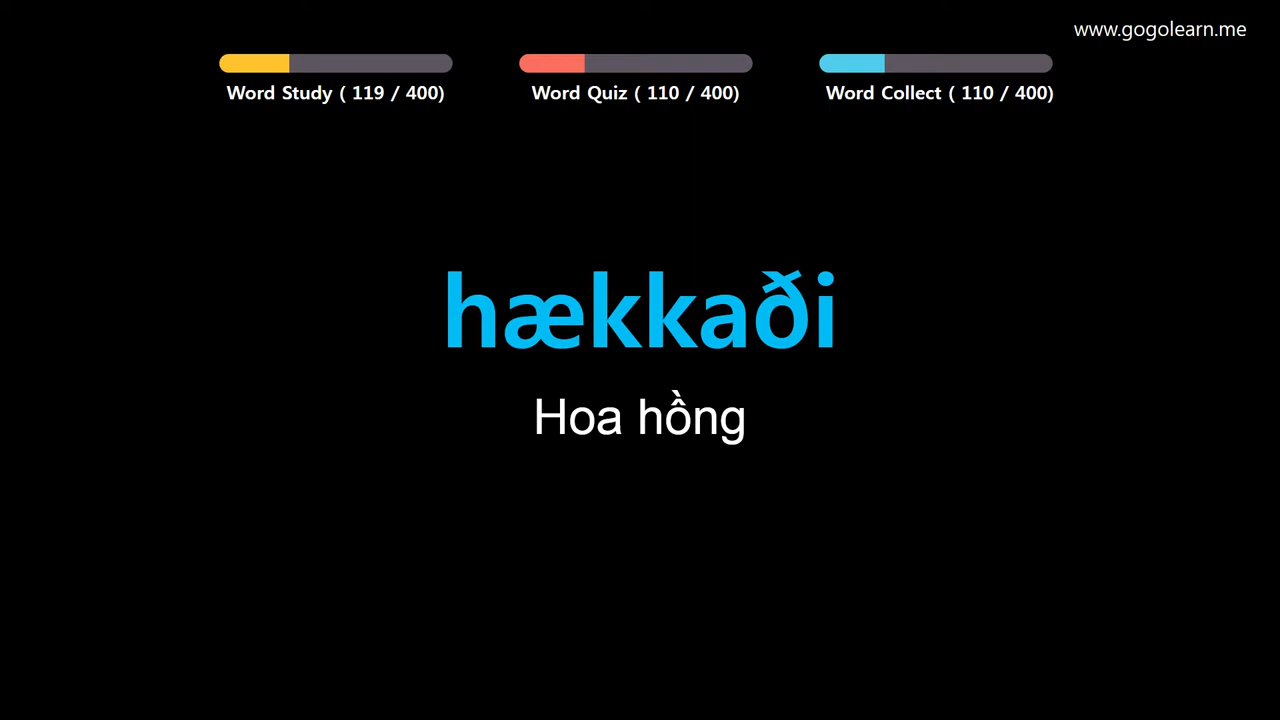 www.gogolearn.me
Word Study ( 119 / 400)
Word Quiz ( 110 / 400)
Word Collect ( 110 / 400)
hækkaði
Hoa hồng